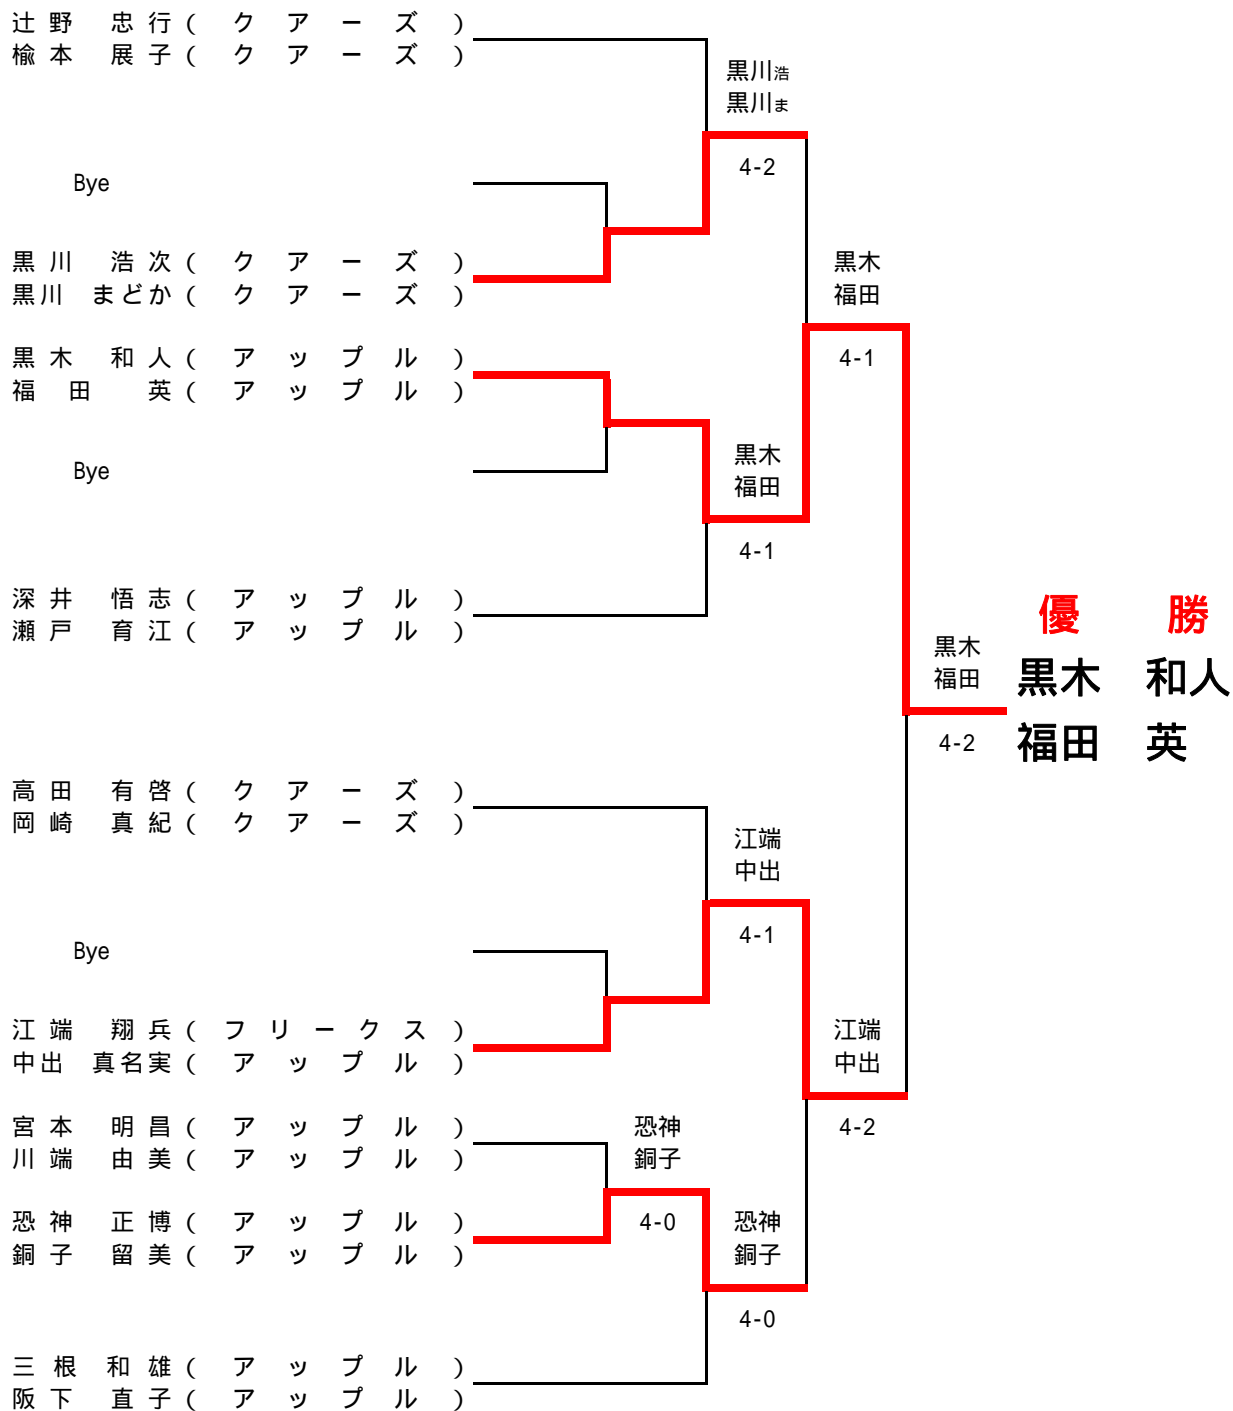 辻野 忠行(クアーズ)
楡本 展子(クアーズ)
Bye
黒川 浩次(クアーズ)
黒川 まどか(クアーズ)
黒木 和人(アップル)
福田 英(アップル)
Bye
深井 悟志(アップル)
瀬戸 育江(アップル)
高田 有啓(クアーズ)
岡崎 真紀(クアーズ)
Bye
江端 翔兵(フリークス)
中出 真名実(アップル)
宮本 明昌(アップル)
川端 由美(アップル)
恐神 正博(アップル)
銅子 留美(アップル)
三根 和雄(アップル)
阪下 直子(アップル)
恐神
銅子
4-0
黒川浩
黒川ま
4-2
黒木
福田
4-1
江端
中出
4-1
恐神
銅子
4-0
黒木
福田
4-1
江端
中出
4-2
黒木
福田
4-2
優 勝
黒木 和人
福田 英